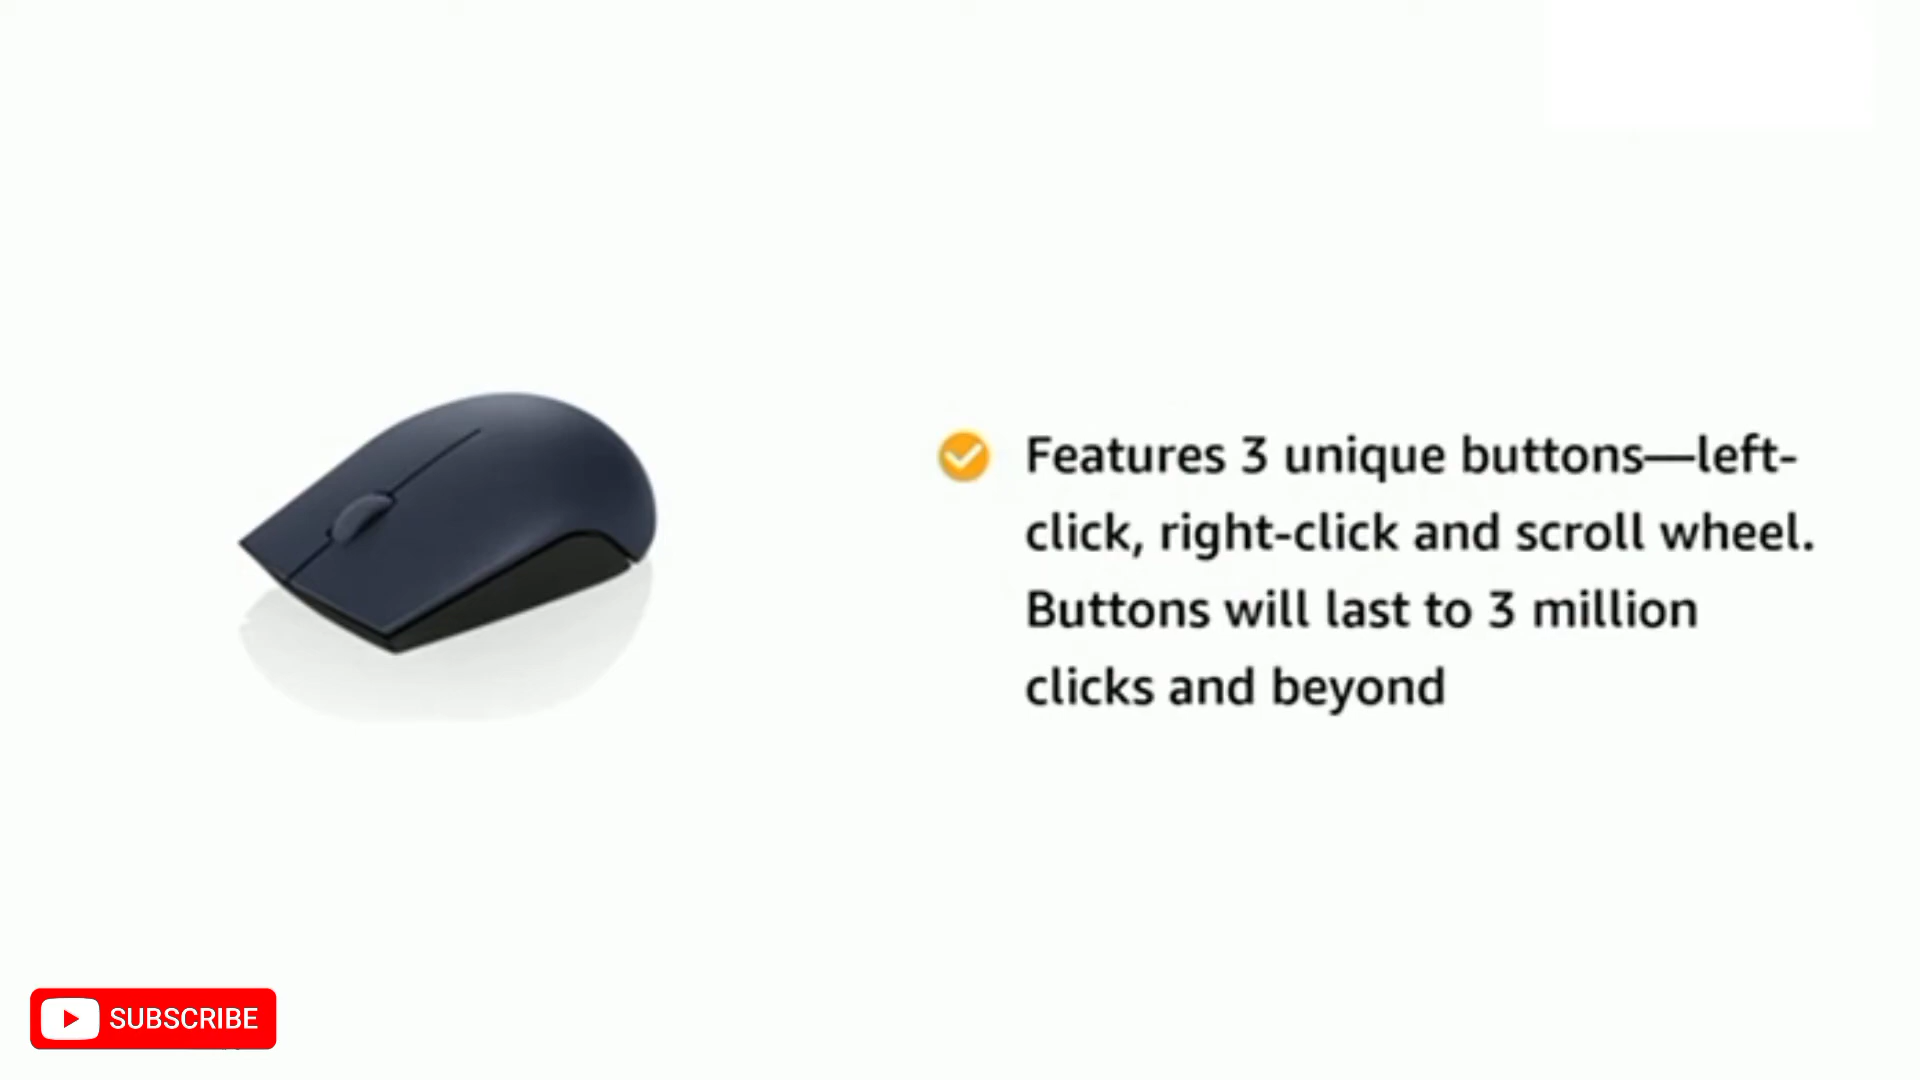 Features 3 unique buttons—left-
click, right-click and scroll wheel.
Buttons will last to 3 million
clicks and beyond
SUBSCRIBE